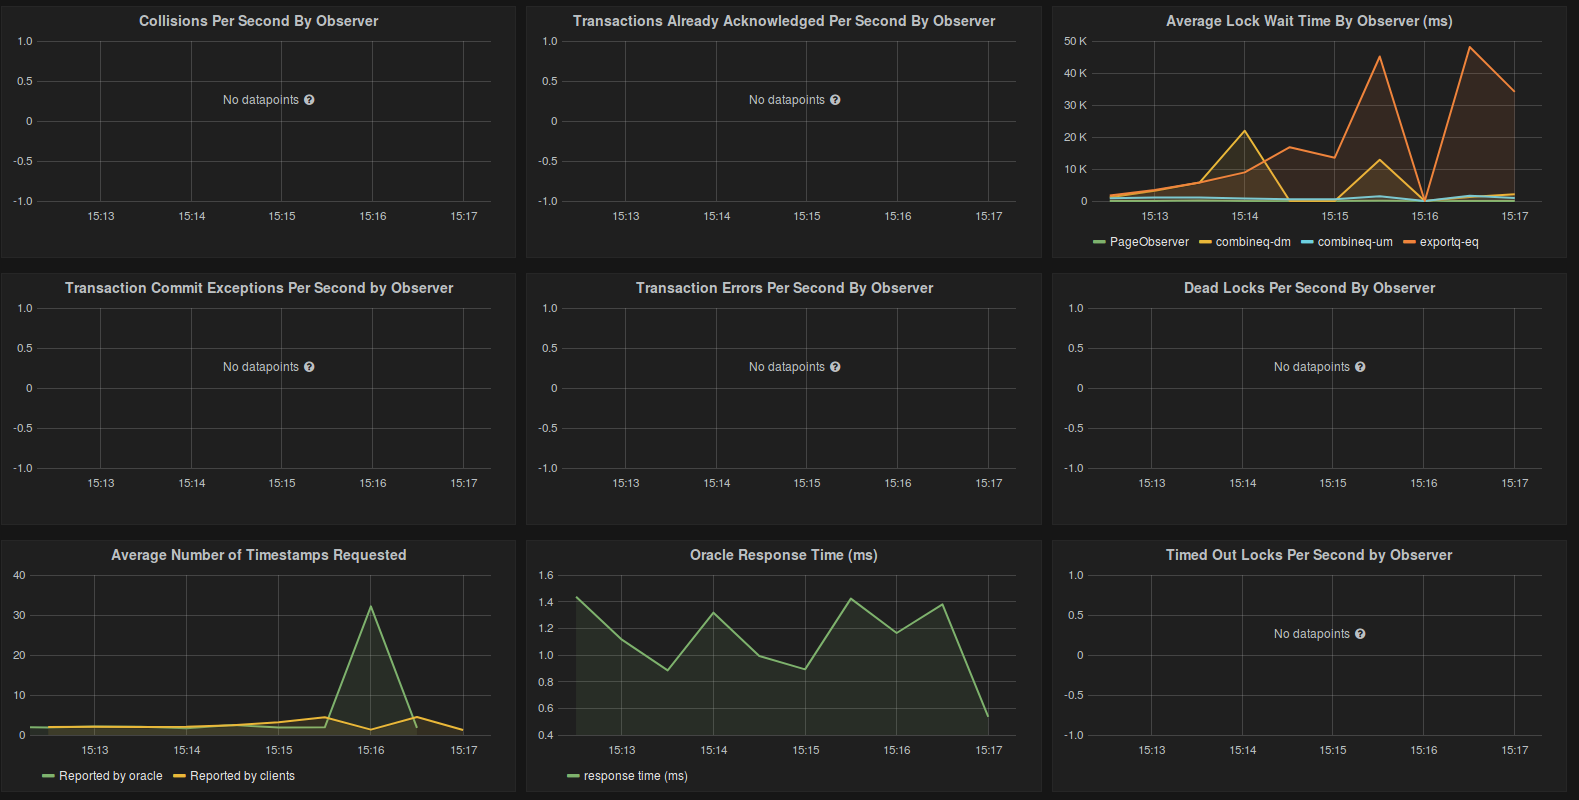 Collisions Per Second By Observer
1.0
0.5
No datapoints
0
-0.5
-1.0
15:13 15:14 15:15 15:16 15:17
Transactions Already Acknowledged Per Second By Observer
1.0
0.5
No datapoints
0
-0.5
-1.0
15:13 15:14 15:15 15:16 15:17
Average Lock Wait Time By Observer (ms)
50 K
40 K
30 K
20 K
10 K
0
15:13 15:14 15:15 15:16 15:17
PageObserver combineq-dm combineq-um exportq-eq
Transaction Commit Exceptions Per Second by Observer
1.0
0.5
No datapoints
0
-0.5
-1.0
15:13 15:14 15:15 15:16 15:17
Transaction Errors Per Second By Observer
1.0
0.5
No datapoints
0
-0.5
-1.0
15:13 15:14 15:15 15:16 15:17
Dead Locks Per Second By Observer
1.0
0.5
No datapoints
0
-0.5
-1.0
15:13 15:14 15:15 15:16 15:17
Average Number of Timestamps Requested
40
30
20
10
0
15:13 15:14 15:15 15:16 15:17
Reported by oracle Reported by clients
Oracle Response Time (ms)
1.6
1.4
1.2
1.0
0.8
0.6
0.4
15:13 15:14 15:15 15:16 15:17
response time (ms)
Timed Out Locks Per Second by Observer
1.0
0.5
No datapoints
0
-0.5
-1.0
15:13 15:14 15:15 15:16 15:17